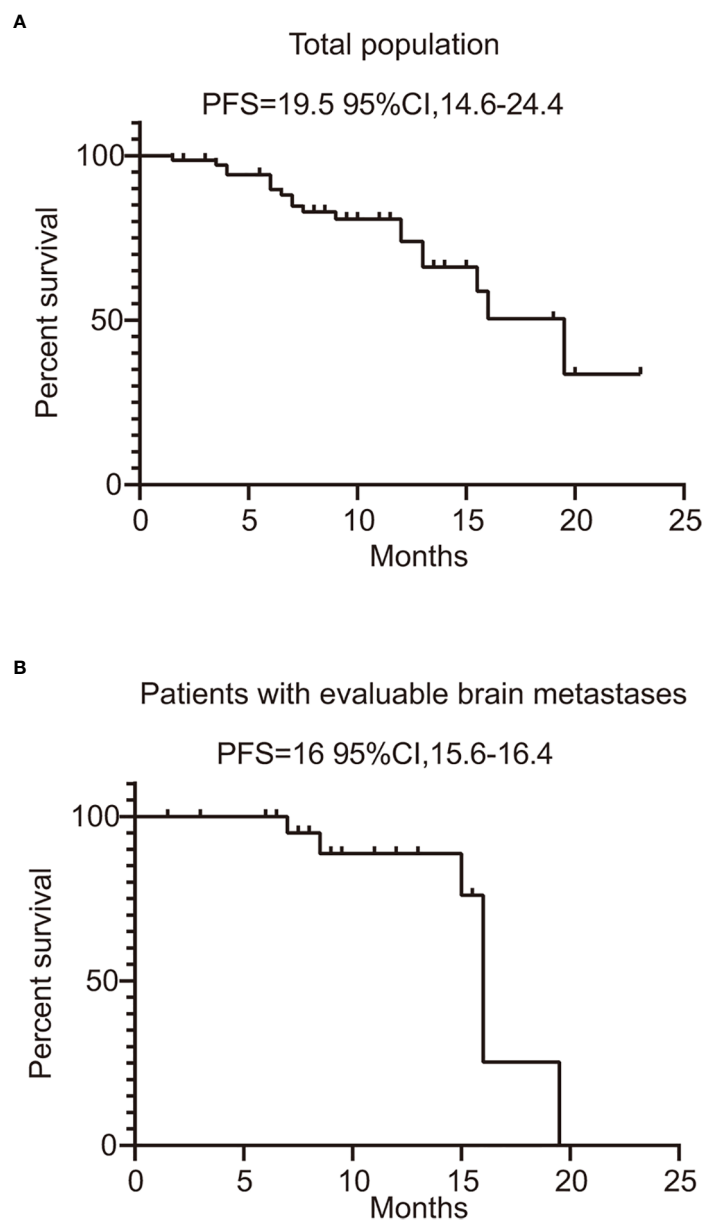 A
Total population
PFS=19.5 95%CI,14.6-24.4
100
50
0
Percent survival
0 5 10 15 20 25
Months
B
Patients with evaluable brain metastases
PFS=16 95%CI,15.6-16.4
100
50
0
Percent survival
0 5 10 15 20 25
Months